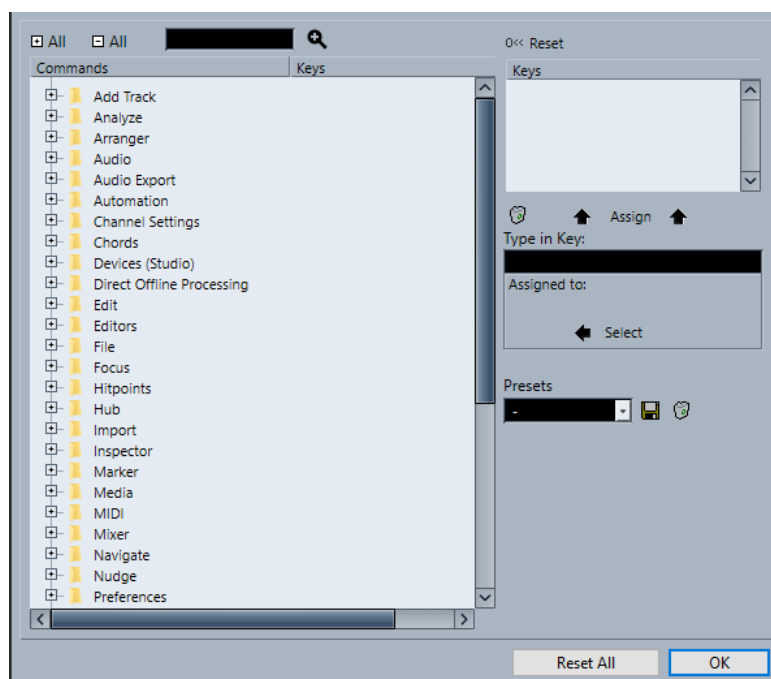 All All
0<< Reset
Commands Keys
Keys
Add Track
Analyze
Arranger
Audio
Audio Export
Automation
Channel Settings
Chords
Devices (Studio)
Direct Offline Processing
Edit
Editors
File
Focus
Hitpoints
Hub
Import
Inspector
Marker
Media
MIDI
Mixer
Navigate
Nudge
Preferences
Assign
Type in Key:
Assigned to:
Select
Presets
-
Reset All OK